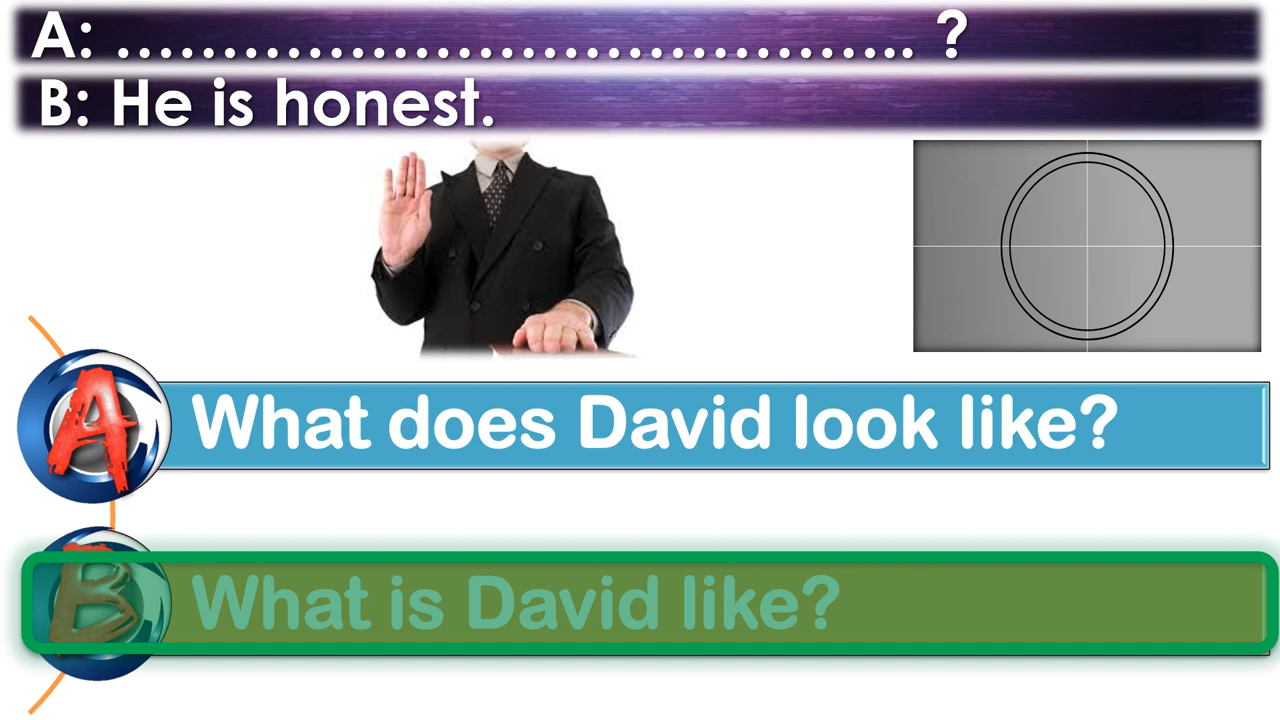 A: …………………………………….. ?
B: He is honest.
A What does David look like?
B What is David like?